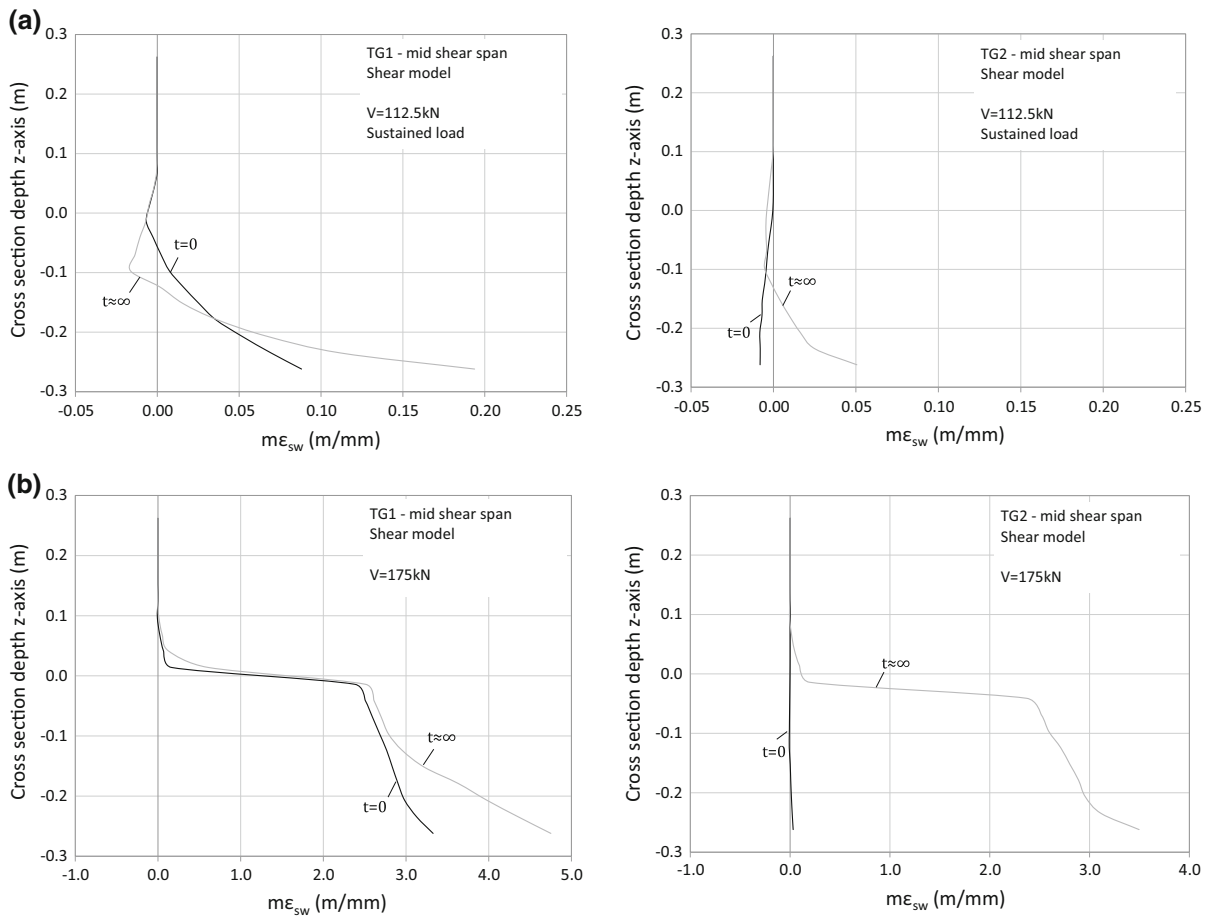 (a)
0.3
0.2
0.1
0.0
-0.1
-0.2
-0.3
Cross section depth z-axis (m)
TG1 - mid shear span
Shear model
V=112.5kN
Sustained load
t=0
t≈∞
-0.05
0.00
0.05
0.10
0.15
0.20
0.25
mεsw (m/mm)
0.3
0.2
0.1
0.0
-0.1
-0.2
-0.3
Cross section depth z-axis (m)
TG2 - mid shear span
Shear model
V=112.5kN
Sustained load
t≈∞
t=0
-0.05
0.00
0.05
0.10
0.15
0.20
0.25
mεsw (m/mm)
(b)
0.3
0.2
0.1
0.0
-0.1
-0.2
-0.3
Cross section depth z-axis (m)
TG1 - mid shear span
Shear model
V=175kN
t≈∞
t=0
-1.0
0.0
1.0
2.0
3.0
4.0
5.0
mεsw (m/mm)
0.3
0.2
0.1
0.0
-0.1
-0.2
-0.3
Cross section depth z-axis (m)
TG2 - mid shear span
Shear model
V=175kN
t≈∞
t=0
-1.0
0.0
1.0
2.0
3.0
4.0
mεsw (m/mm)